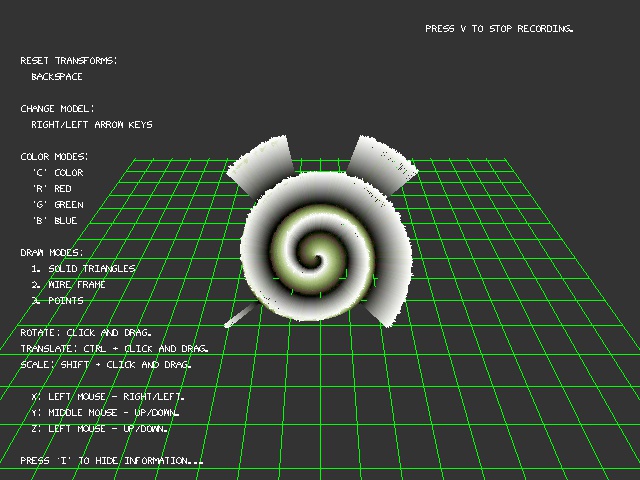 PRESS V TO STOP RECORDING.
RESET TRANSFORMS:
BACKSPACE
CHANGE MODEL:
RIGHT/LEFT ARROW KEYS
COLOR MODES:
'C' COLOR
'R' RED
'G' GREEN
'B' BLUE
DRAW MODES:
1. SOLID TRIANGLES
2. WIRE FRAME
3. POINTS
ROTATE: CLICK AND DRAG.
TRANSLATE: CTRL + CLICK AND DRAG.
SCALE: SHIFT + CLICK AND DRAG.
X: LEFT MOUSE - RIGHT/LEFT.
Y: MIDDLE MOUSE - UP/DOWN.
Z: LEFT MOUSE - UP/DOWN.
PRESS 'I' TO HIDE INFORMATION...